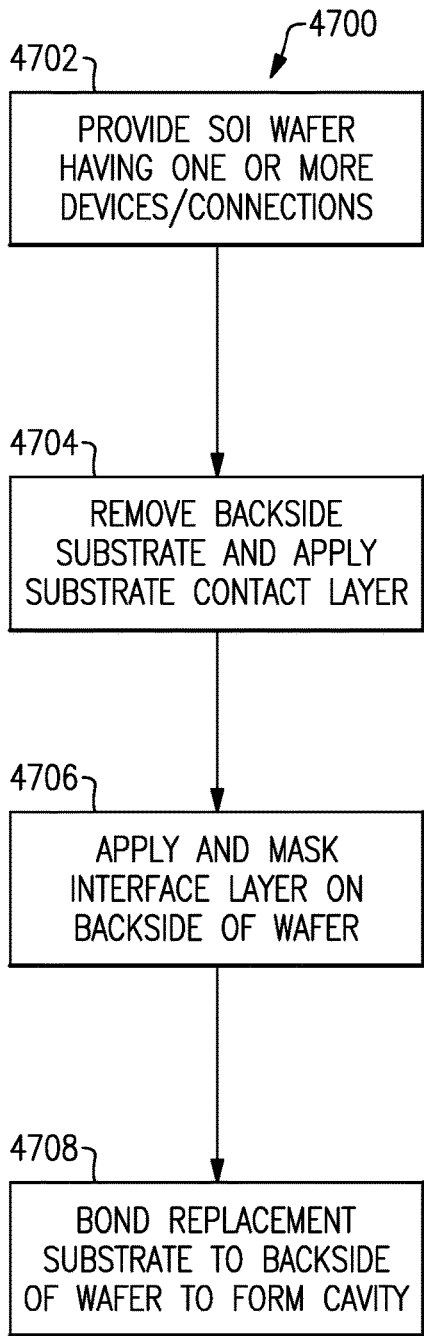 4700
4702
PROVIDE SOI WAFER
HAVING ONE OR MORE
DEVICES/CONNECTIONS
4704
REMOVE BACKSIDE
SUBSTRATE AND APPLY
SUBSTRATE CONTACT LAYER
4706
APPLY AND MASK
INTERFACE LAYER ON
BACKSIDE OF WAFER
4708
BOND REPLACEMENT
SUBSTRATE TO BACKSIDE
OF WAFER TO FORM CAVITY